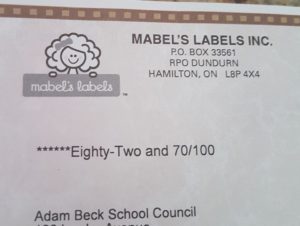 MABEL'S LABELS INC.
P.O. BOX 33561
RPO DUNDURN
HAMILTON, ON L8P 4X4
mabel's labels
™
******Eighty-Two and 70/100
Adam Beck School Council